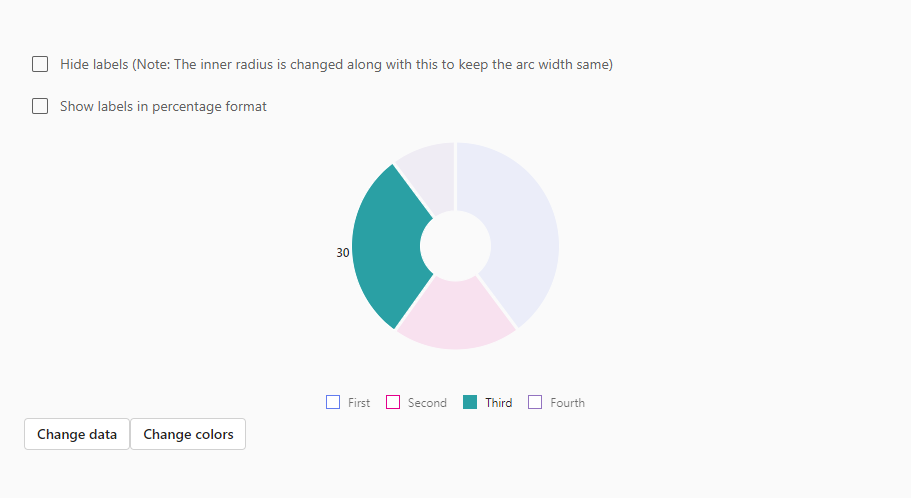 Hide labels (Note: The inner radius is changed along with this to keep the arc width same)
Show labels in percentage format
30
First Second Third Fourth
Change data Change colors